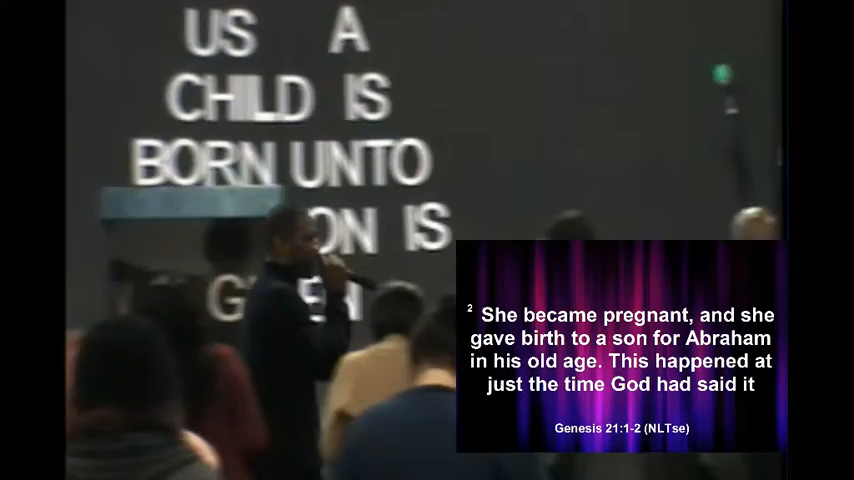 US A
CHILD IS
BORN UNTO
ON IS
G EN
2 She became pregnant, and she
gave birth to a son for Abraham
in his old age. This happened at
just the time God had said it
Genesis 21:1-2 (NLTse)